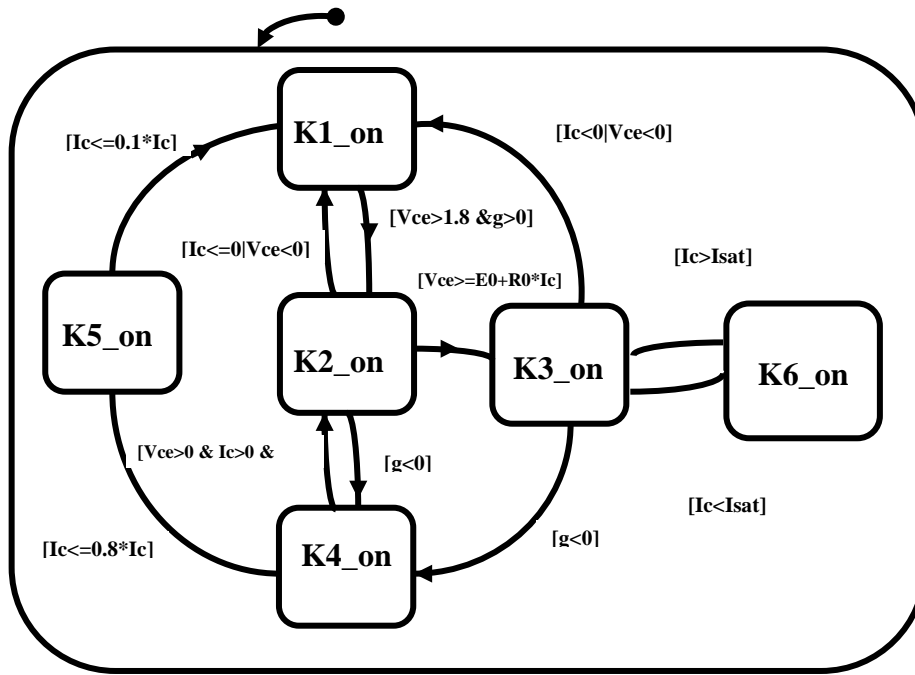 K1_on
[Ic<=0.1*Ic]
[Ic<0|Vce<0]
[Vce>1.8 &g>0]
[Ic<=0|Vce<0]
[Ic>Isat]
[Vce>=E0+R0*Ic]
K5_on
K2_on
K3_on
K6_on
[Vce>0 & Ic>0 &
[g<0]
[Ic<Isat]
[g<0]
[Ic<=0.8*Ic]
K4_on